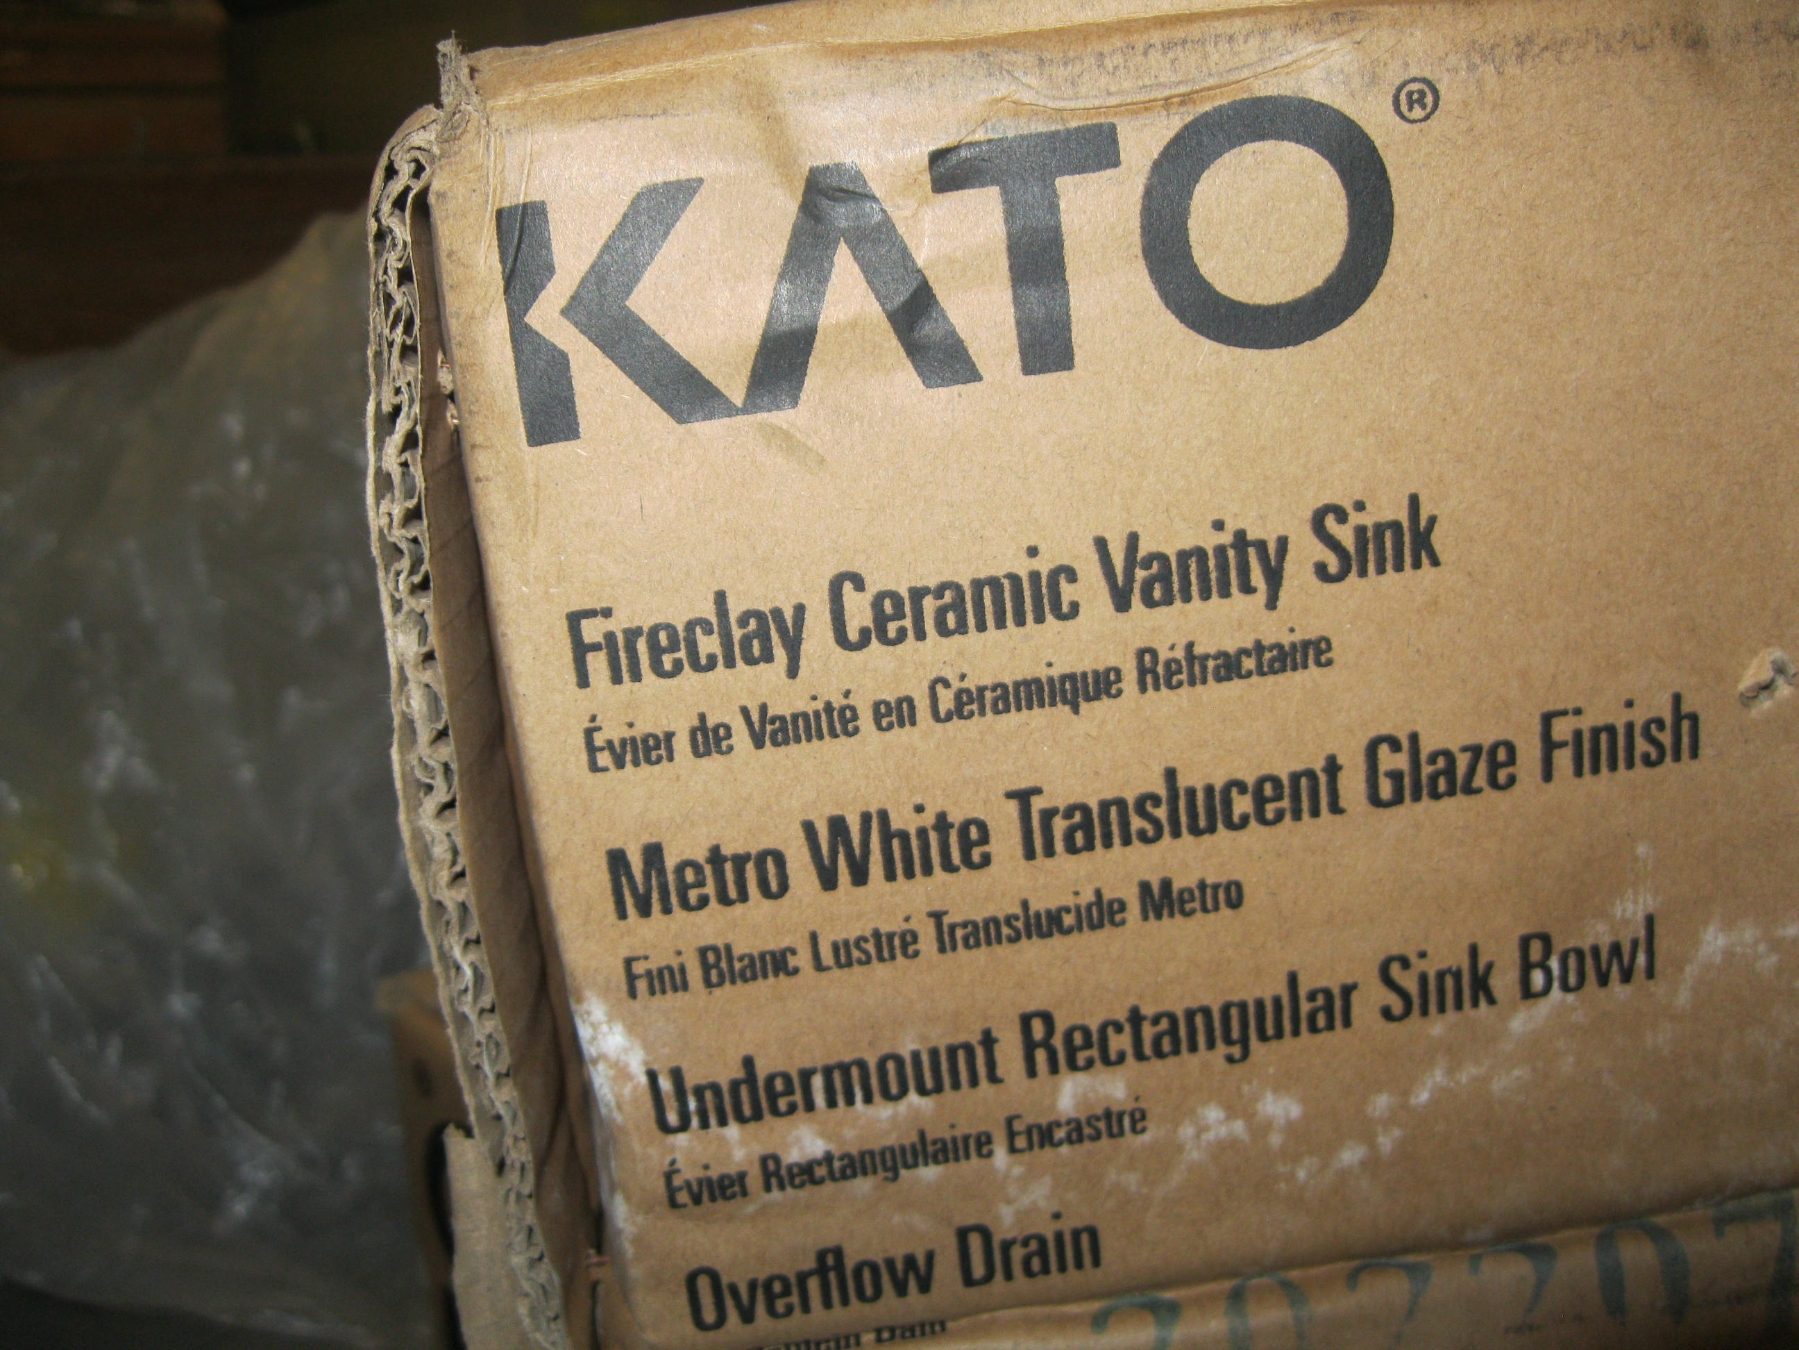 KATO®
Fireclay Ceramic Vanity Sink
Évier de Vanité en Céramique Réfractaire
Metro White Translucent Glaze Finish
Fini Blanc Lustré Translucide Metro
Undermount Rectangular Sink Bowl
Évier Rectangulaire Encastré
Overflow Drain